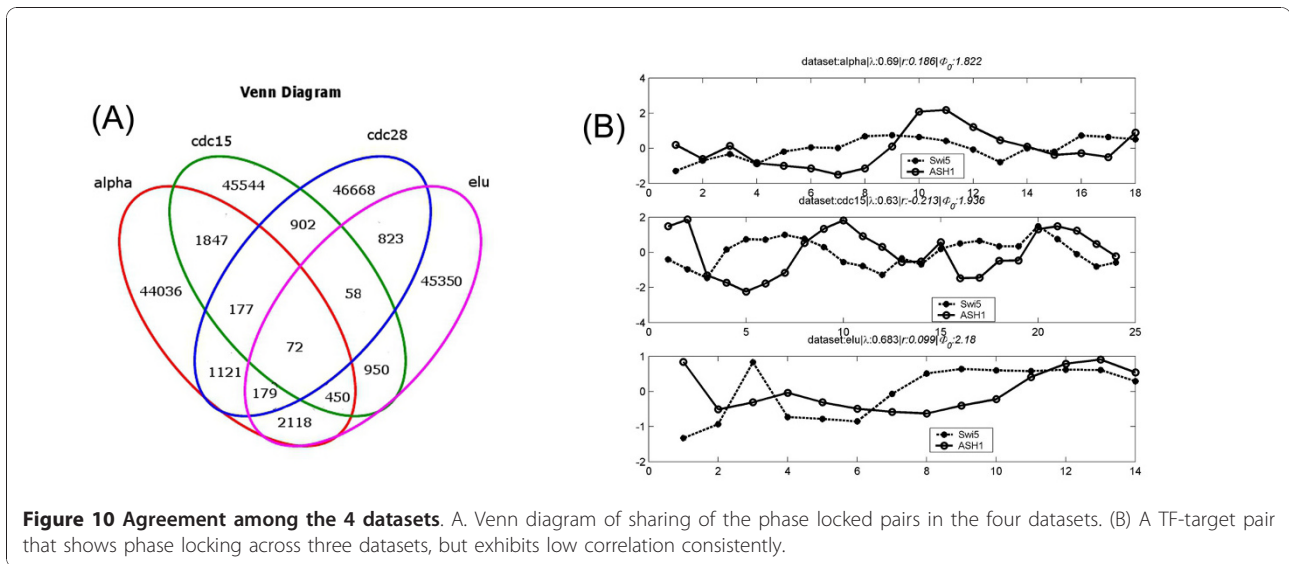 Venn Diagram
(A)
cdc15
cdc28
alpha
elu
45544
46668
902
1847
823
44036
45350
177
58
72
1121
950
179
450
2118
(B)
dataset:alpha|λ:0.69|r:0.186|Φ0:1.822
4
2
0
-2
0 2 4 6 8 10 12 14 16 18
Swi5
ASH1
dataset:cdc15|λ:0.63|r:-0.213|Φ0:1.936
2
0
-2
-4
0 5 10 15 20 25
Swi5
ASH1
dataset:elu|λ:0.683|r:0.099|Φ0:2.18
1
0
-1
-2
0 2 4 6 8 10 12 14
Swi5
ASH1
Figure 10 Agreement among the 4 datasets. A. Venn diagram of sharing of the phase locked pairs in the four datasets. (B) A TF-target pair
that shows phase locking across three datasets, but exhibits low correlation consistently.